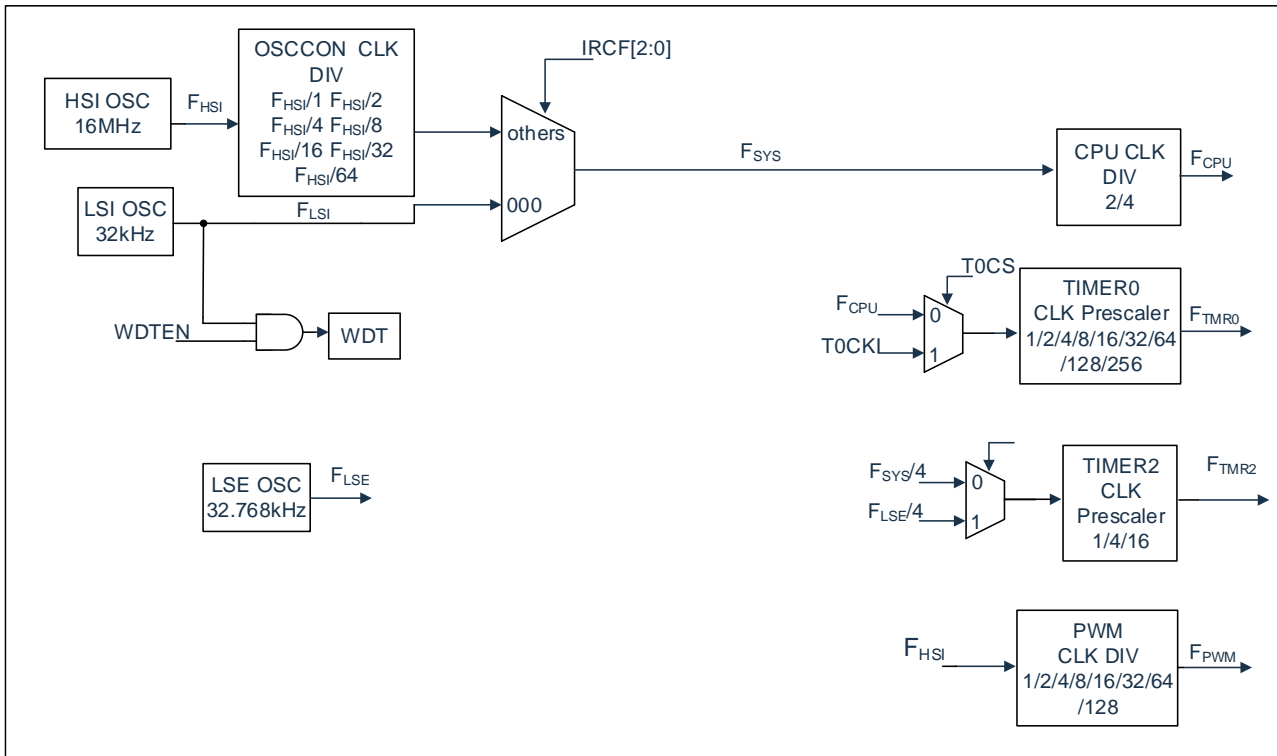 OSCCON CLK
DIV
FHSI/1 FHSI/2
FHSI/4 FHSI/8
FHSI/16 FHSI/32
FHSI/64
IRCF[2:0]
HSI OSC
16MHz
FHSI
others
000
FSYS
CPU CLK
DIV
2/4
FCPU
LSI OSC
32kHz
FLSI
WDTEN
WDT
T0CS
FCPU
0
T0CKI
1
TIMER0
CLK Prescaler
1/2/4/8/16/32/64
/128/256
FTMR0
LSE OSC
32.768kHz
FLSE
FSYS/4
0
FLSE/4
1
TIMER2
CLK
Prescaler
1/4/16
FTMR2
FHSI
PWM
CLK DIV
1/2/4/8/16/32/64
/128
FPWM